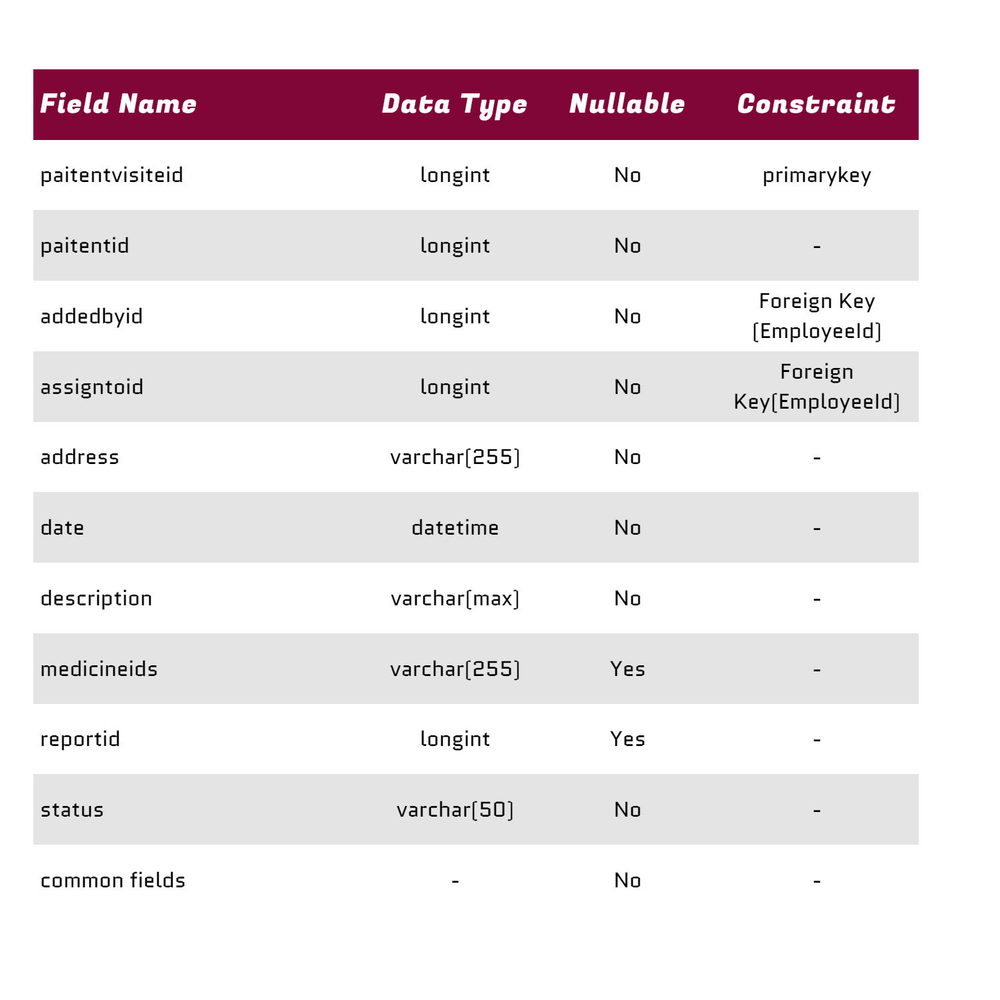 Field Name Data Type Nullable Constraint
paitentvisiteid longint No primarykey
paitentid longint No -
addedbyid longint No Foreign Key
(EmployeeId)
assigntoid longint No Foreign
Key(EmployeeId)
address varchar(255) No -
date datetime No -
description varchar(max) No -
medicineids varchar(255) Yes -
reportid longint Yes -
status varchar(50) No -
common fields - No -